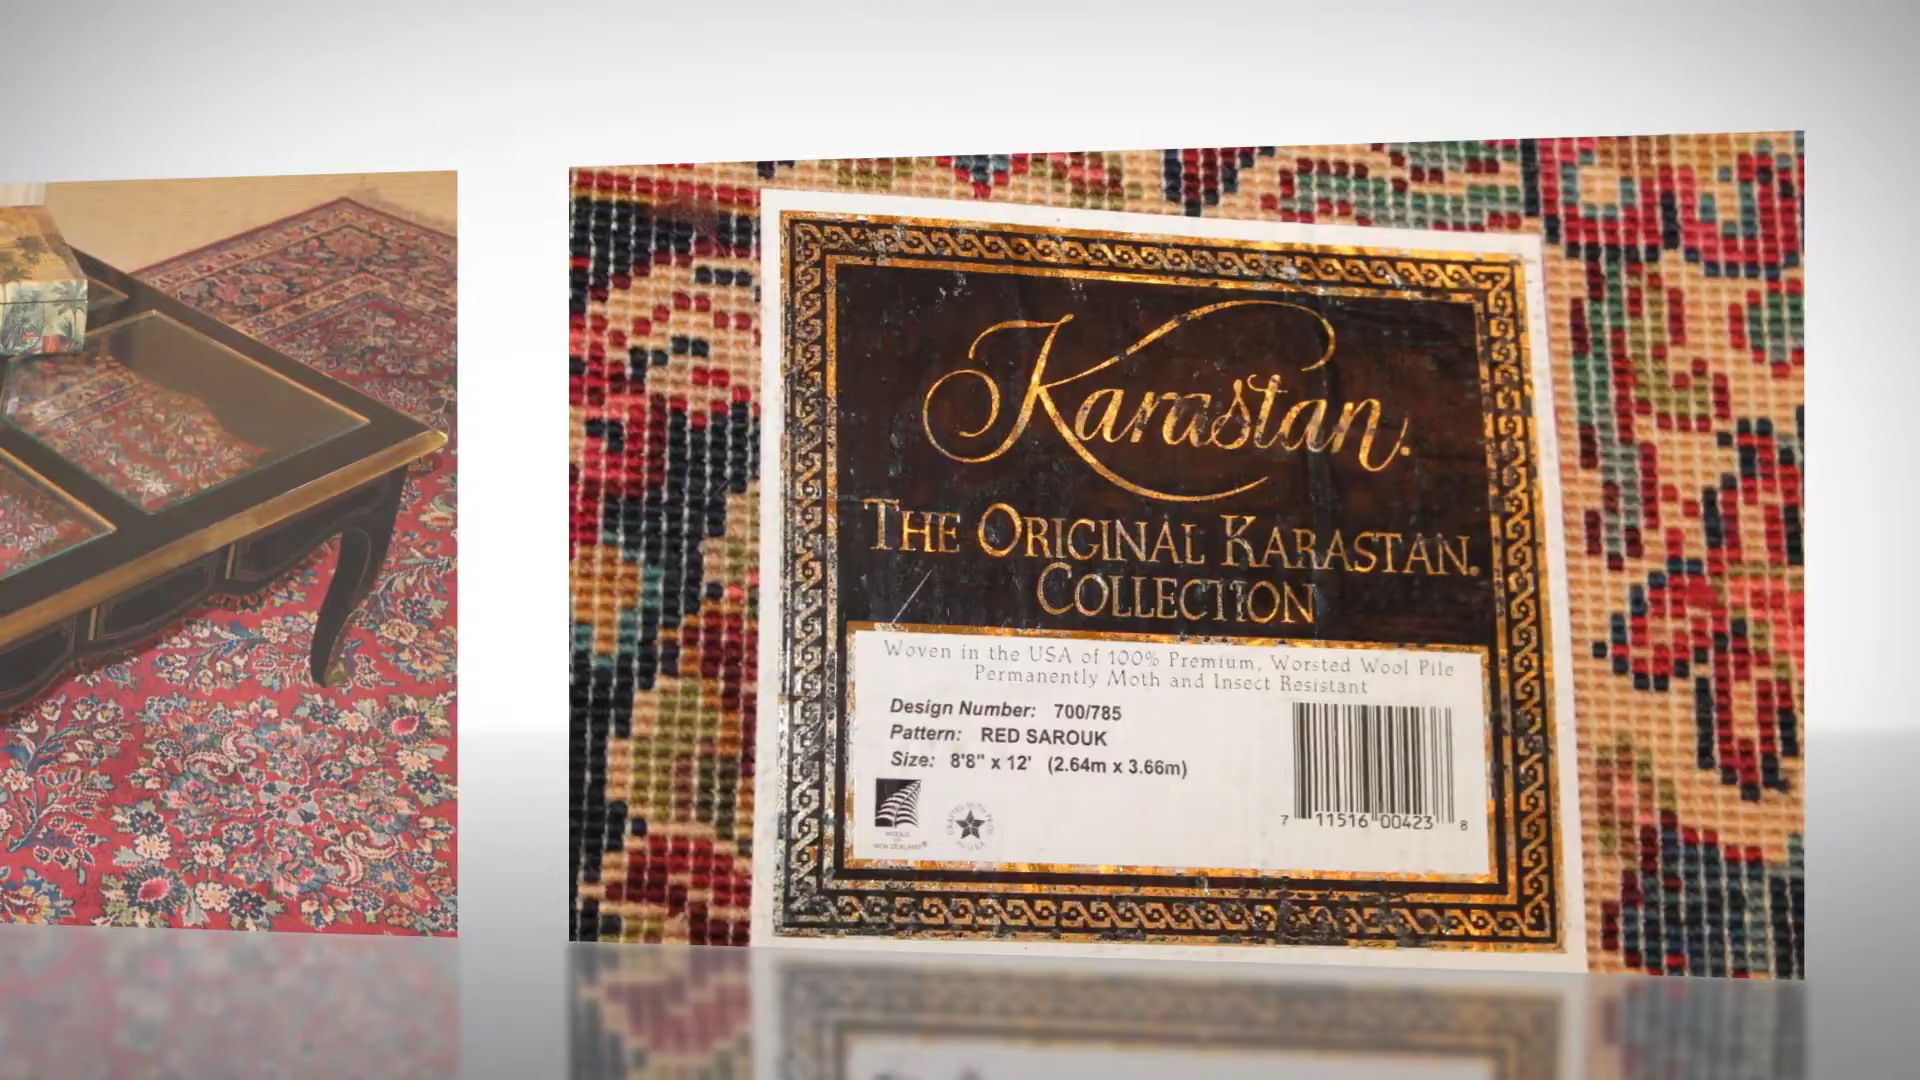 Karastan.
THE ORIGINAL KARASTAN.
COLLECTION
Woven in the USA of 100% Premium, Worsted Wool Pile
Permanently Moth and Insect Resistant
Design Number: 700/785
Pattern: RED SAROUK
Size: 8'8" x 12' (2.64m x 3.66m)
NEW ZEALAND®
7 11516 00423 8